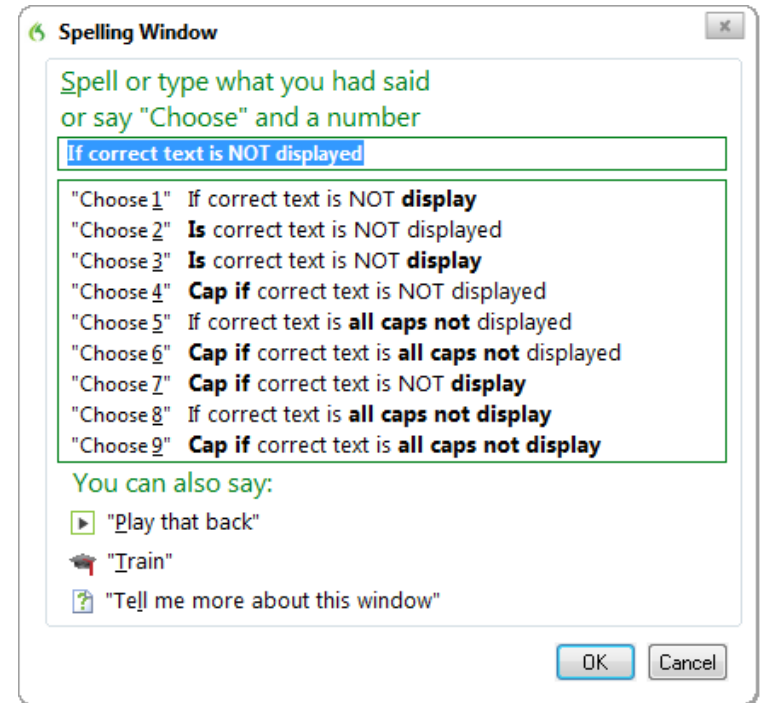 Spelling Window
Spell or type what you had said
or say "Choose" and a number
If correct text is NOT displayed
"Choose 1" If correct text is NOT display
"Choose 2" Is correct text is NOT displayed
"Choose 3" Is correct text is NOT display
"Choose 4" Cap if correct text is NOT displayed
"Choose 5" If correct text is all caps not displayed
"Choose 6" Cap if correct text is all caps not displayed
"Choose 7" Cap if correct text is NOT display
"Choose 8" If correct text is all caps not display
"Choose 9" Cap if correct text is all caps not display
You can also say:
"Play that back"
"Train"
"Tell me more about this window"
OK Cancel